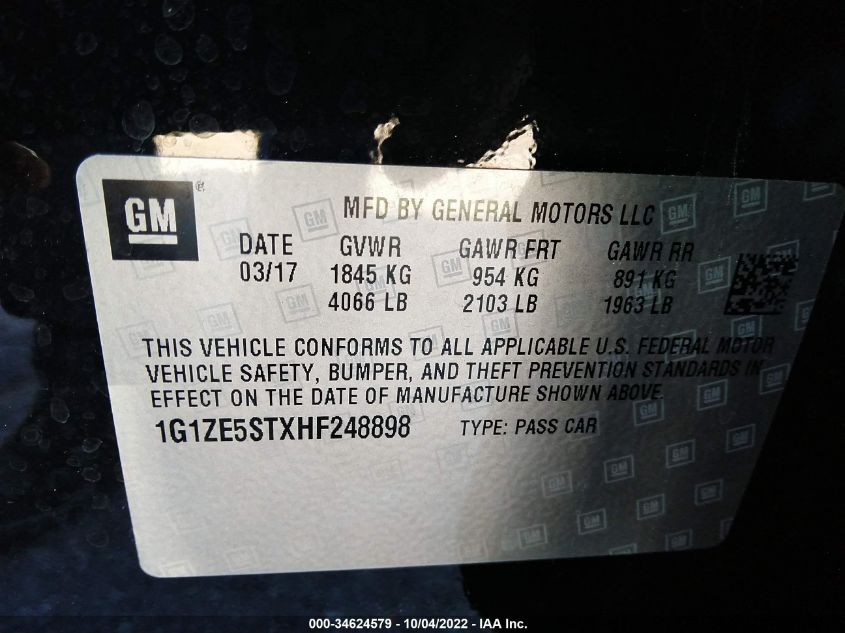 GM ®
MFD BY GENERAL MOTORS LLC
DATE GVWR GAWR FRT GAWR RR
03/17 1845 KG 954 KG 891 KG
4066 LB 2103 LB 1963 LB
THIS VEHICLE CONFORMS TO ALL APPLICABLE U.S. FEDERAL MOTOR
VEHICLE SAFETY, BUMPER, AND THEFT PREVENTION STANDARDS IN
EFFECT ON THE DATE OF MANUFACTURE SHOWN ABOVE.
1G1ZE5STXHF248898 TYPE: PASS CAR
000-34624579 - 10/04/2022 - IAA Inc.